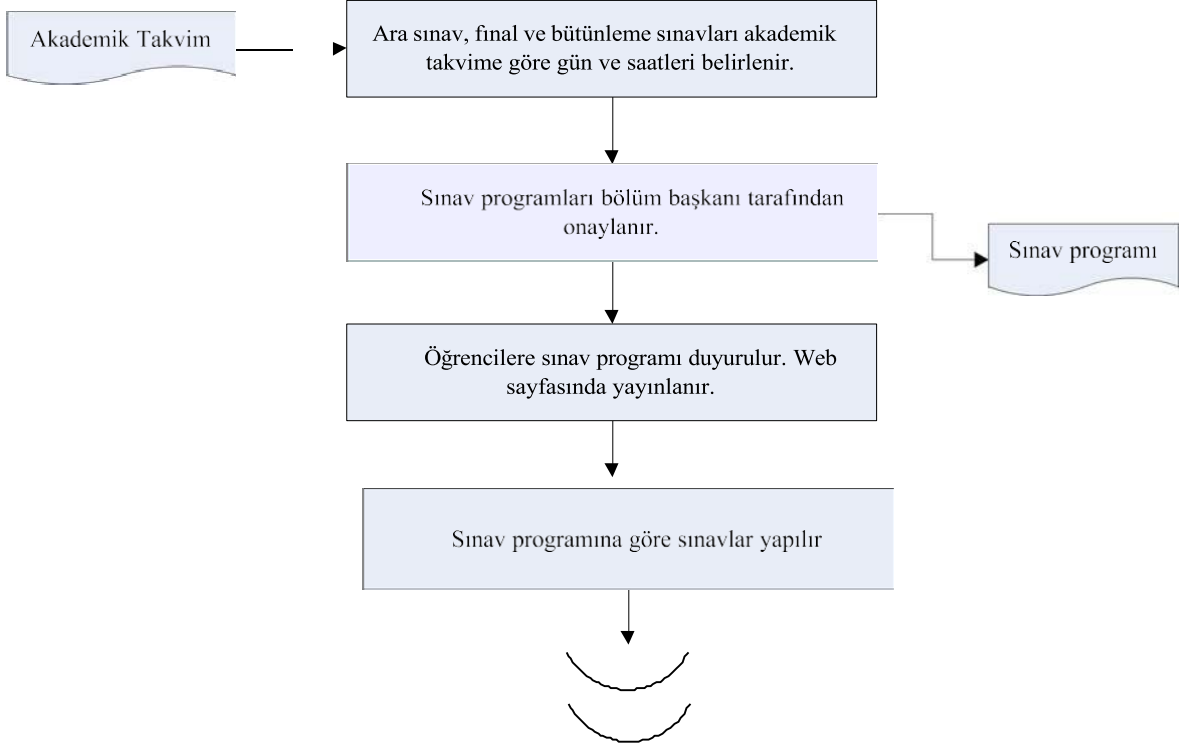 Akademik Takvim
Ara sınav, final ve bütünleme sınavları akademik
takvime göre gün ve saatleri belirlenir.
Sınav programları bölüm başkanı tarafından
onaylanır.
Sınav programı
Öğrencilere sınav programı duyurulur. Web
sayfasında yayınlanır.
Sınav programına göre sınavlar yapılır